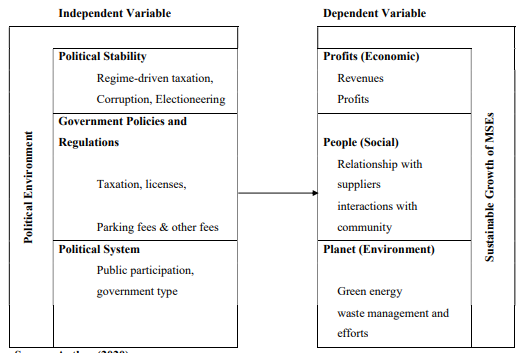 Independent Variable
Dependent Variable
Political Environment
Political Stability
Regime-driven taxation,
Corruption, Electioneering
Government Policies and
Regulations
Taxation, licenses,
Parking fees & other fees
Political System
Public participation,
government type
Profits (Economic)
Revenues
Profits
People (Social)
Relationship with
suppliers
interactions with
community
Planet (Environment)
Green energy
waste management and
efforts
Sustainable Growth of MSEs